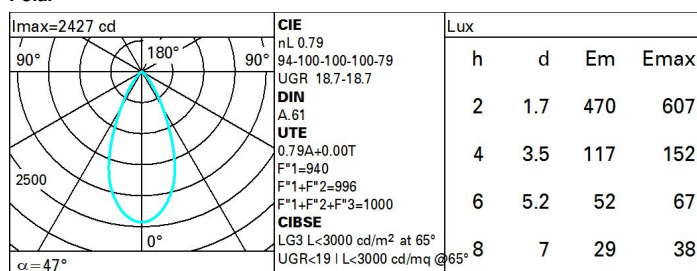 Imax=2427 cd
90° 180° 90°
2500
0°
α=47°
CIE
nL 0.79
94-100-100-100-79
UGR 18.7-18.7
DIN
A.61
UTE
0.79A+0.00T
F"1=940
F"1+F"2=996
F"1+F"2+F"3=1000
CIBSE
LG3 L<3000 cd/m² at 65°
UGR<19 | L<3000 cd/mq @65°
Lux
h d Em Emax
2 1.7 470 607
4 3.5 117 152
6 5.2 52 67
8 7 29 38